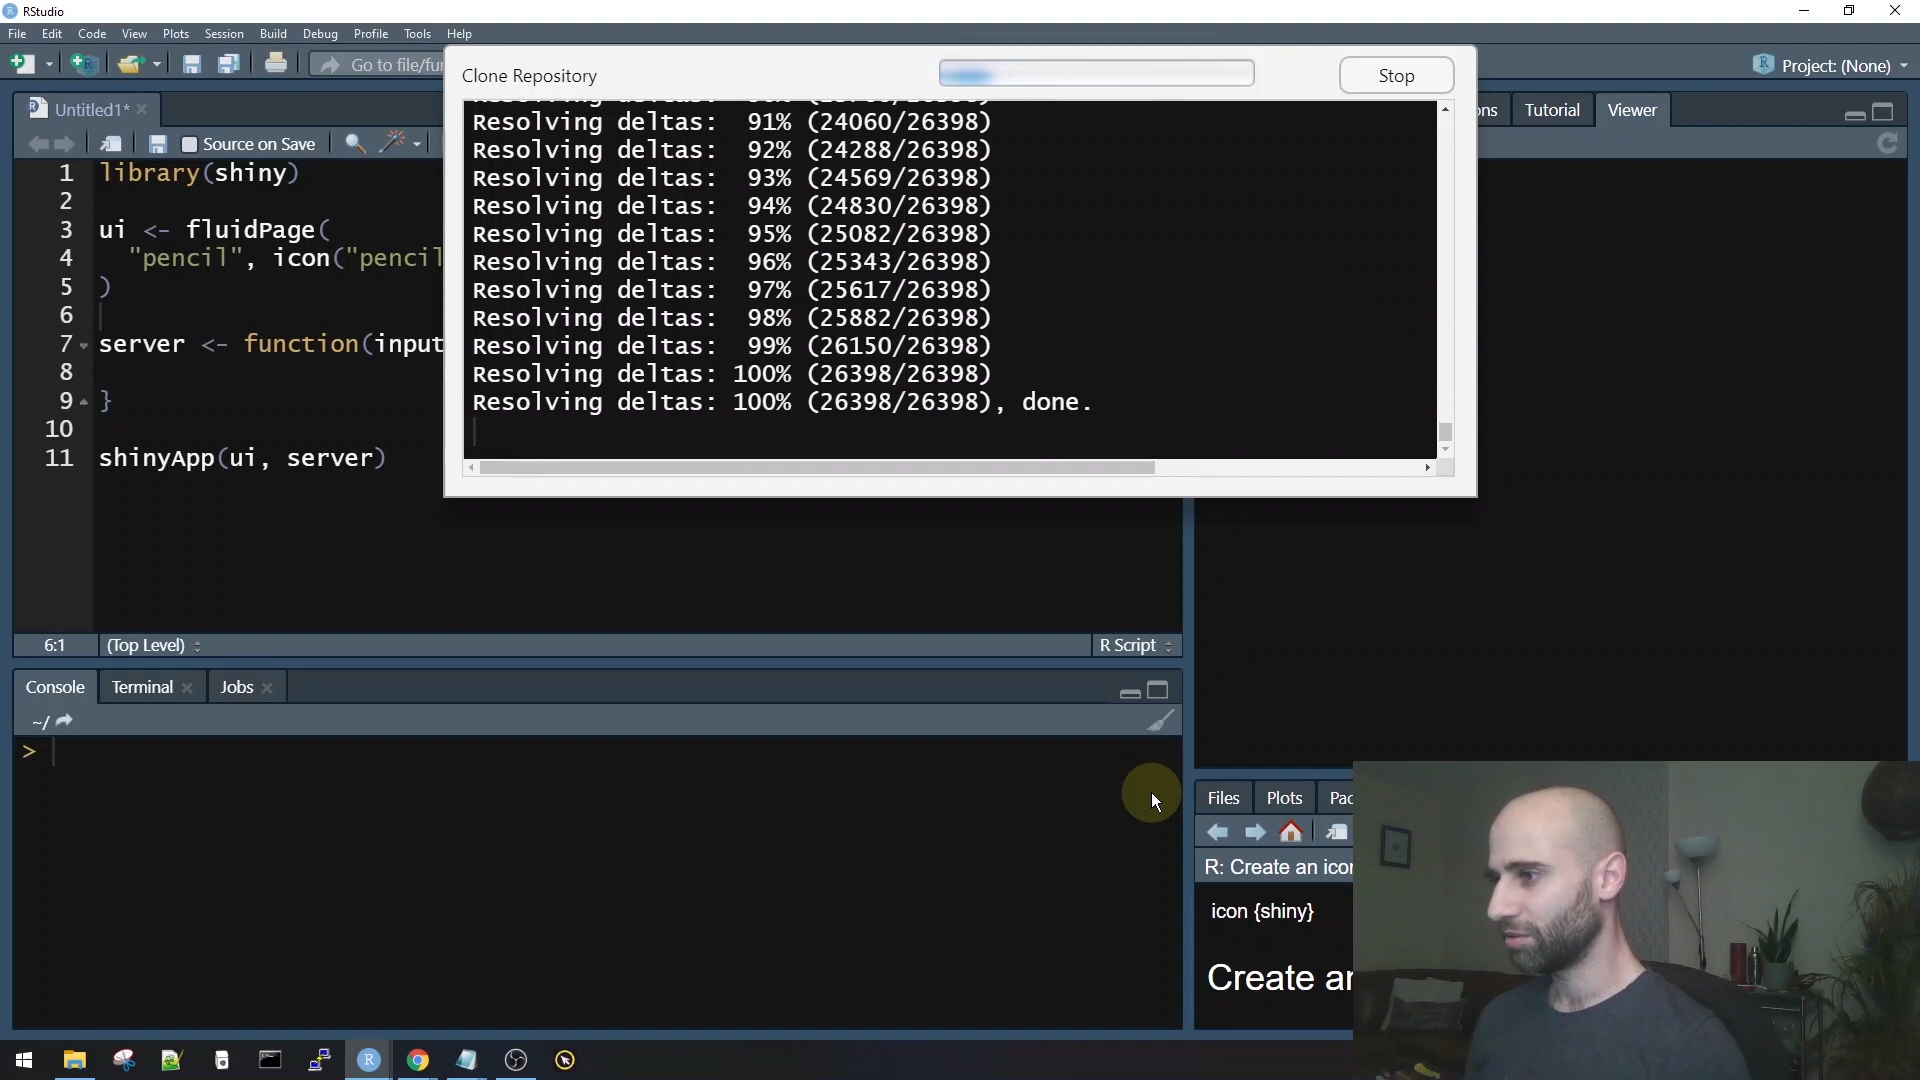 RStudio
File Edit Code View Plots Session Build Debug Profile Tools Help
Go to file/fu
Project: (None)
Clone Repository
Stop
Untitled1*
Source on Save
ons
Tutorial
Viewer
1 library(shiny)
2
3 ui <- fluidPage(
4 "pencil", icon("pencil
5 )
6
7 server <- function(input
8
9 }
10
11 shinyApp(ui, server)
Resolving deltas: 91% (24060/26398)
Resolving deltas: 92% (24288/26398)
Resolving deltas: 93% (24569/26398)
Resolving deltas: 94% (24830/26398)
Resolving deltas: 95% (25082/26398)
Resolving deltas: 96% (25343/26398)
Resolving deltas: 97% (25617/26398)
Resolving deltas: 98% (25882/26398)
Resolving deltas: 99% (26150/26398)
Resolving deltas: 100% (26398/26398)
Resolving deltas: 100% (26398/26398), done.
6:1 (Top Level) R Script
Console Terminal Jobs
~/
>
Files Plots Pac
R: Create an icon
icon {shiny}
Create an